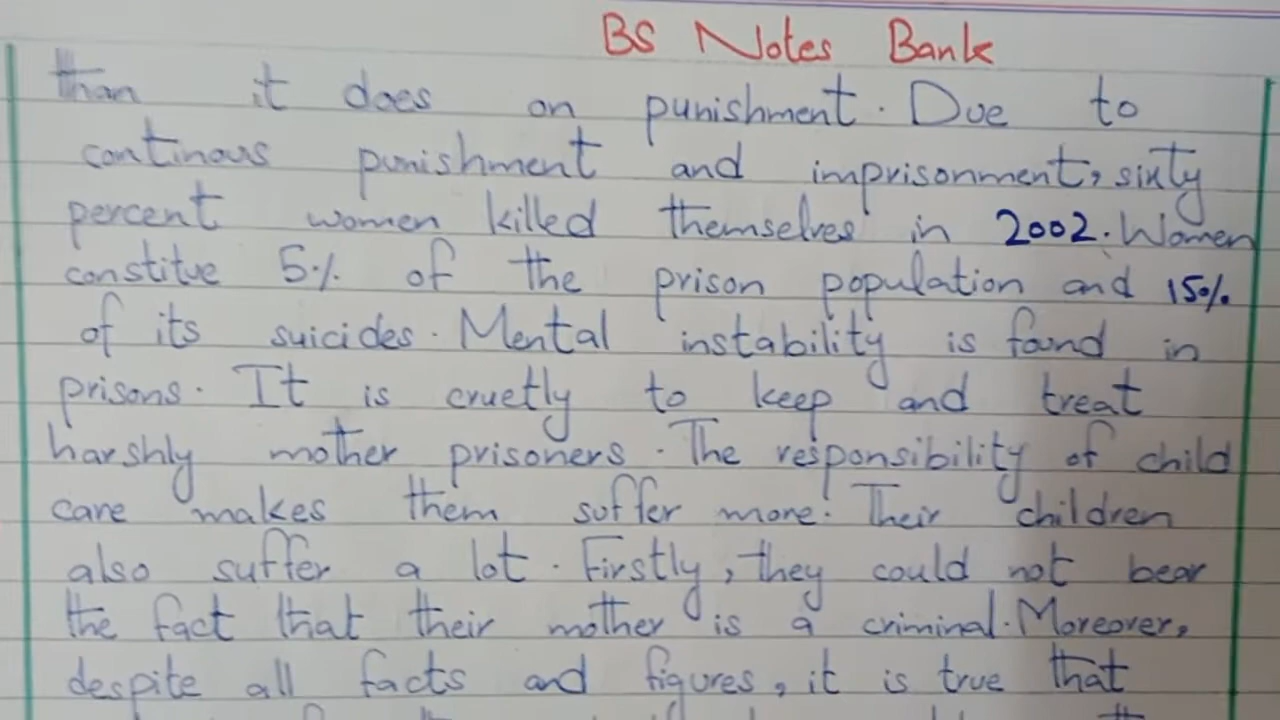 BS Notes Bank
than it does on punishment. Due to
continous punishment and imprisonment, sixty
percent women killed themselves in 2002. Women
constitue 5% of the prison population and 15%
of its suicides. Mental instability is found in
prisons. It is cruetly to keep and treat
harshly mother prisoners. The responsibility of child
care makes them suffer more. Their children
also suffer a lot. Firstly, they could not bear
the fact that their mother is a criminal. Moreover,
despite all facts and figures, it is true that